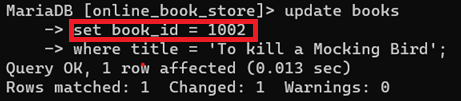 MariaDB [online_book_store]> update books
-> set book_id = 1002
-> where title = 'To kill a Mocking Bird';
Query OK, 1 row affected (0.013 sec)
Rows matched: 1  Changed: 1  Warnings: 0